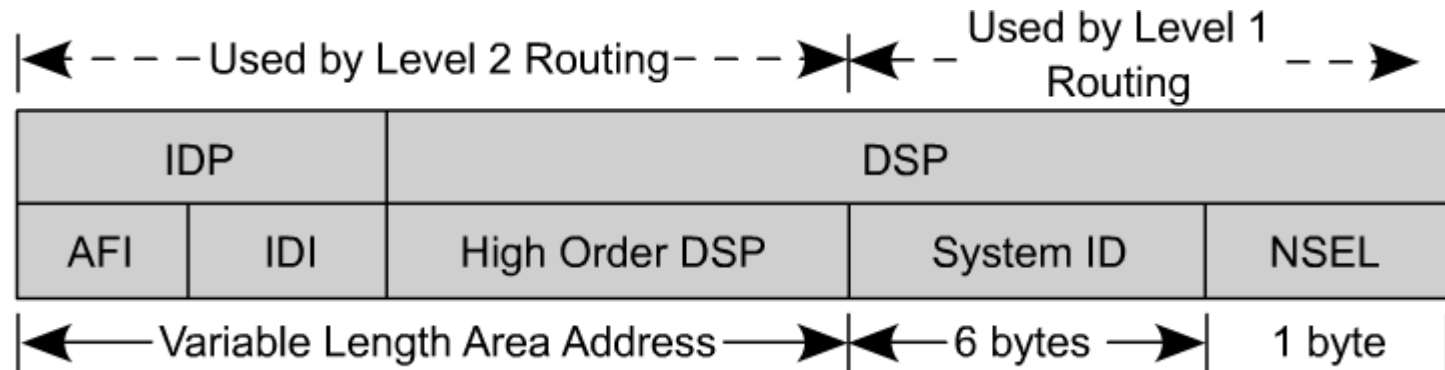 Used by Level 2 Routing
Used by Level 1
Routing
IDP DSP
AFI IDI High Order DSP System ID NSEL
Variable Length Area Address 6 bytes 1 byte